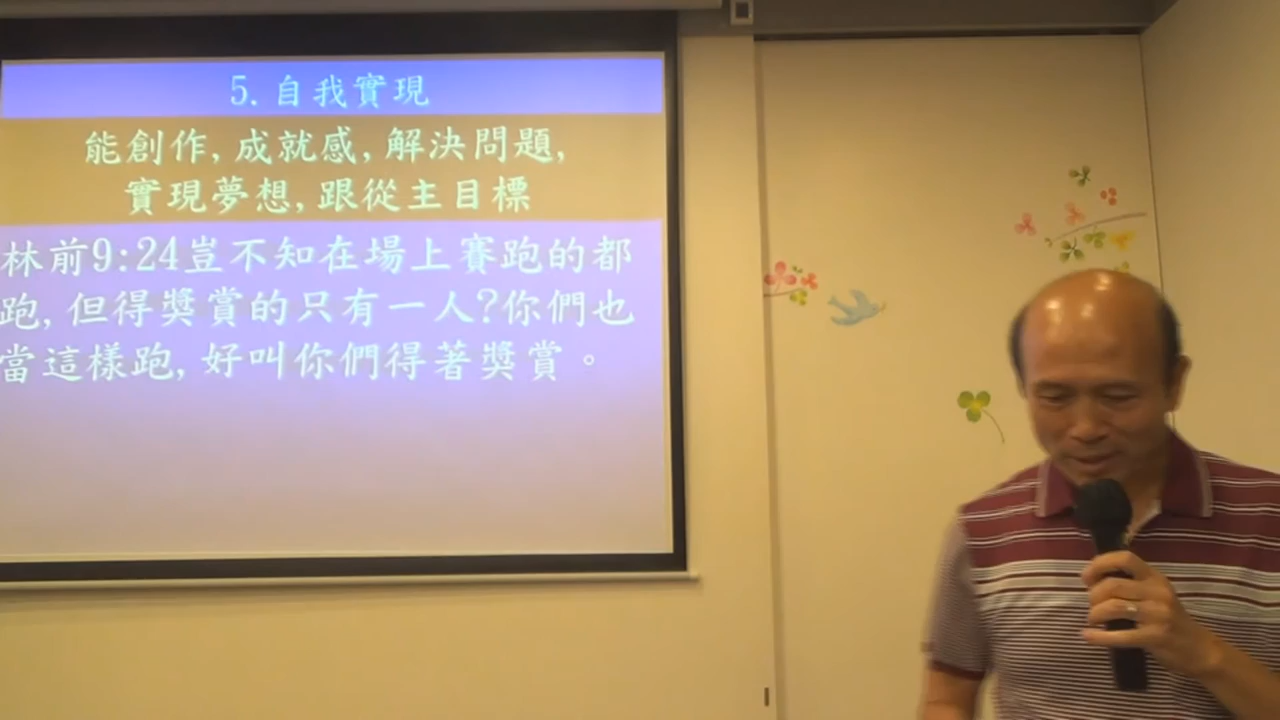 5. 自我實現
能創作, 成就感, 解決問題,
實現夢想, 跟從主目標
林前9:24豈不知在場上賽跑的都
跑, 但得獎賞的只有一人?你們也
當這樣跑, 好叫你們得著獎賞。